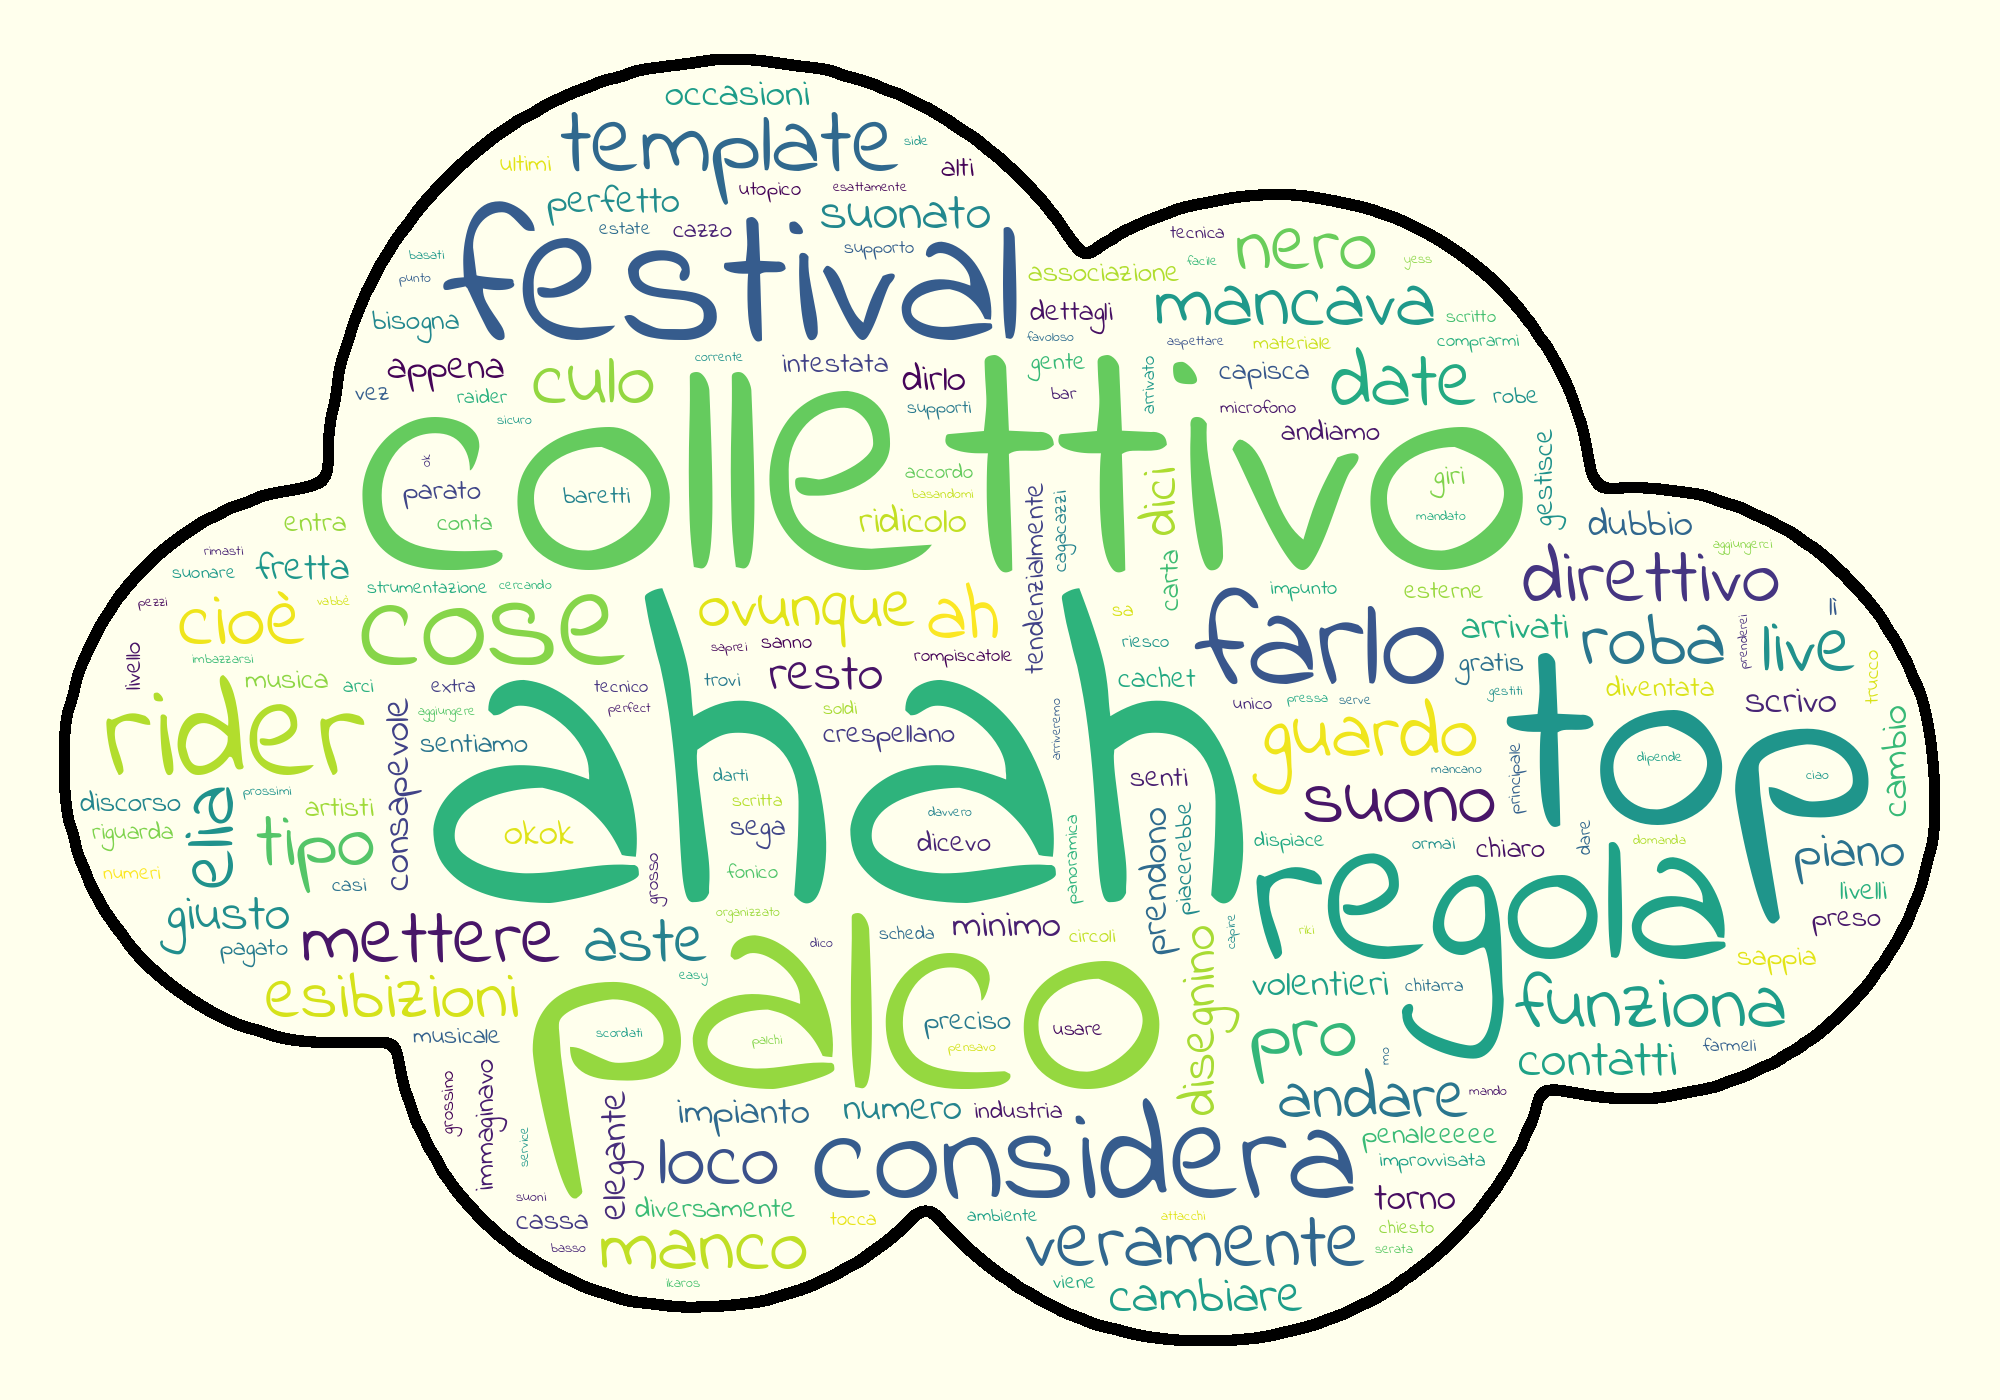 occasioni
template
side
ultimi
alti
utopico
esattamente
perfetto
suonato
estate
cazzo
supporto
festival
basati
punto
bisogna
tecnica
nero
facile
yess
associazione
mancava
dettagli
scritto
favoloso
aspettare
materiale
comprarmi
appena
culo
corrente
intestata
dirlo
gente
arrivato
capisca
date
robe
vez
raider
supporti
bar
microfono
sicuro
andiamo
collettivo
ok
parato
baretti
conta
accordo
basandomi
ridicolo
giri
mandato
tendenzialmente
cagacazzi
dici
carta
gestisce
dubbio
aggiungerci
entra
rimasti
suonare
fretta
strumentazione
cercando
impunto
esterne
direttivo
pezzi
cioè
vabbè
cose
ovunque
ah
sa
farlo
arrivati
roba
prenderei
live
lì
imbazzarsi
livello
musica
arci
saprei
sanno
resto
rompiscatole
riesco
gratis
trucco
extra
tecnico
trovi
cachet
gestiti
diventata
scrivo
rider
consapevole
aggiungere
perfect
soldi
unico
pressa
serve
sentiamo
ahah
crespellano
arriveremo
guardo
top
dipende
ciao
cambio
discorso
prossimi
elia
artisti
riguarda
tipo
numeri
casi
okok
darti
scritta
sega
fonico
grosso
davvero
dicevo
senti
mancano
principale
suono
panoramica
prendono
placerebbe
displace
ormai
chiaro
dare
domanda
piano
livelli
preso
giusto
pagato
mettere
aste
organizzato
dico
scheda
minimo
circoli
capire
regola
riki
sappia
esibizioni
easy
palco
musicale
scordati
palchi
preciso
pensavo
usare
disegnino
volentieri
chitarra
funziona
pro
mo
contatti
farmeli
grossino
immaginavo
service
elegante
impianto
numero
industria
andare
mando
loco
considera
penaleeeee
improvvisata
suoni
torno
cassa
diversamente
tocca
ambiente
attacchi
chiesto
basso
manco
veramente
serata
ikaros
viene
cambiare